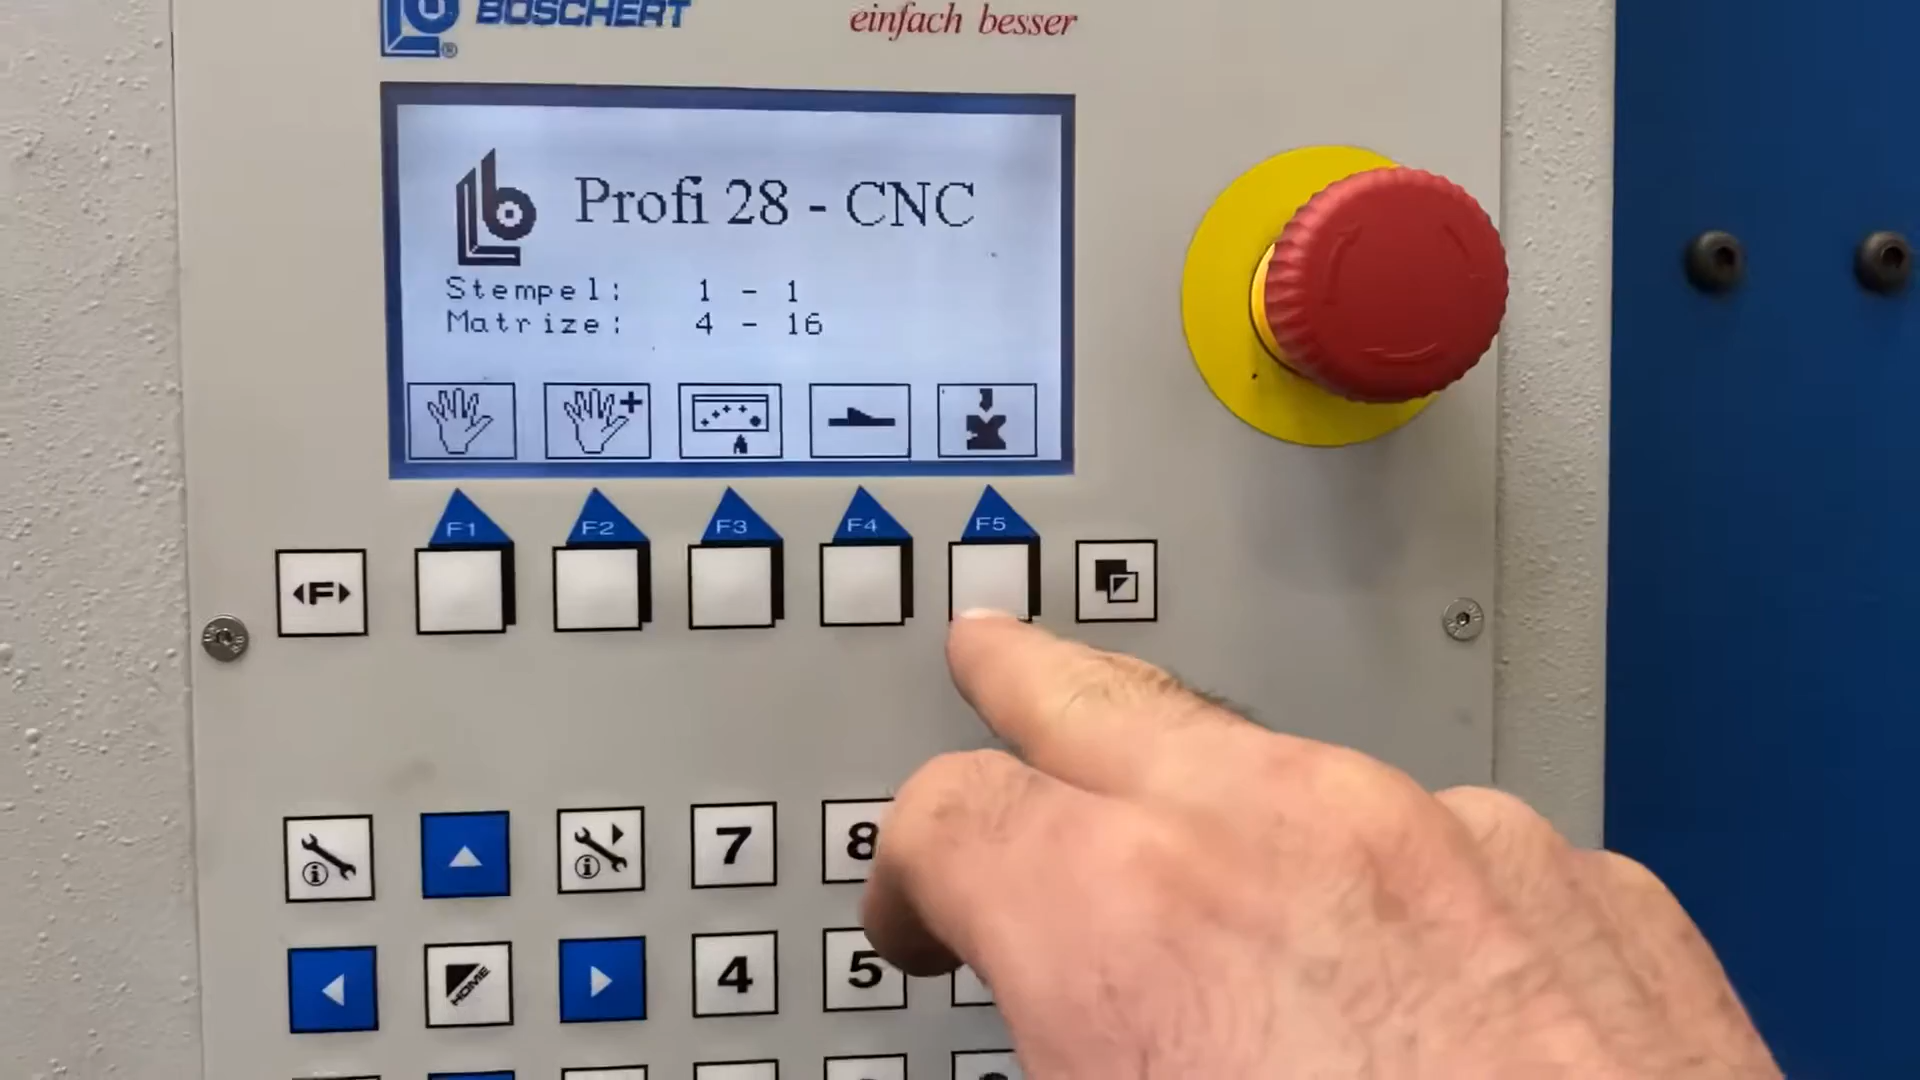 BOSCHERT
®
einfach besser
Profi 28 - CNC
Stempel: 1 - 1
Matrize: 4 - 16
F1 F2 F3 F4 F5
F
i i 7 8
HOME 4 5